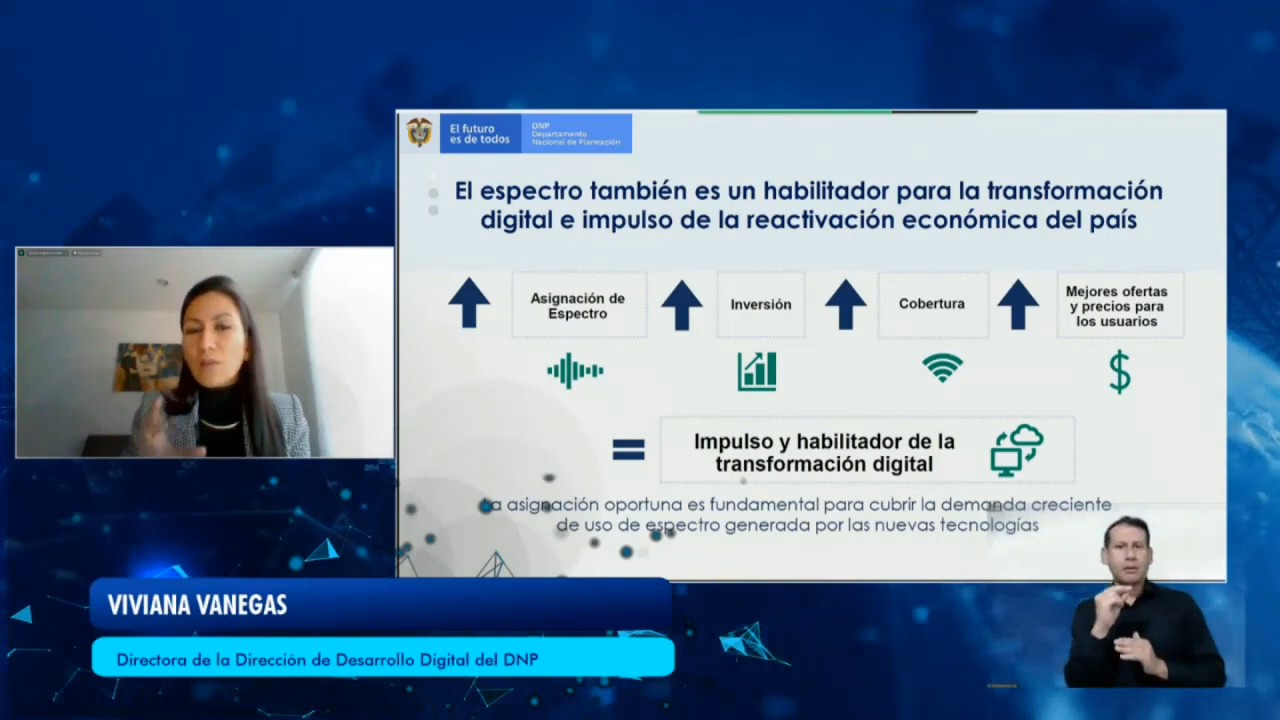 El futuro
es de todos
DNP
Departamento
Nacional de Planeación
El espectro también es un habilitador para la transformación
digital e impulso de la reactivación económica del país
Asignación de
Espectro
Inversión
Cobertura
Mejores ofertas
y precios para
los usuarios
$
=
Impulso y habilitador de la
transformación digital
La asignación oportuna es fundamental para cubrir la demanda creciente
de uso de espectro generada por las nuevas tecnologías
VIVIANA VANEGAS
Directora de la Dirección de Desarrollo Digital del DNP